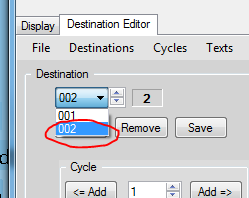 Display Destination Editor
File Destinations Cycles Texts
Destination
002 2
001
002
Remove Save
Cycle
<= Add 1 Add =>
d